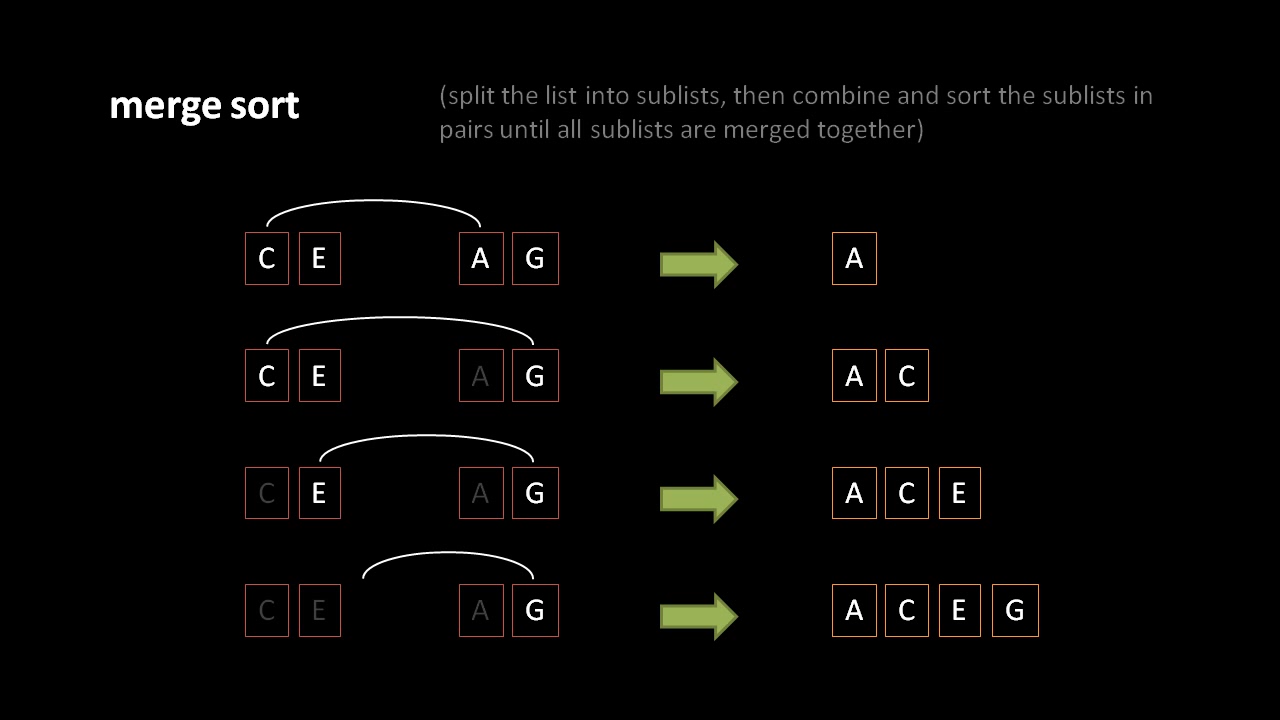 merge sort
(split the list into sublists, then combine and sort the sublists in
pairs until all sublists are merged together)
C E A G A
C E A G A C
C E A G A C E
C E A G A C E G